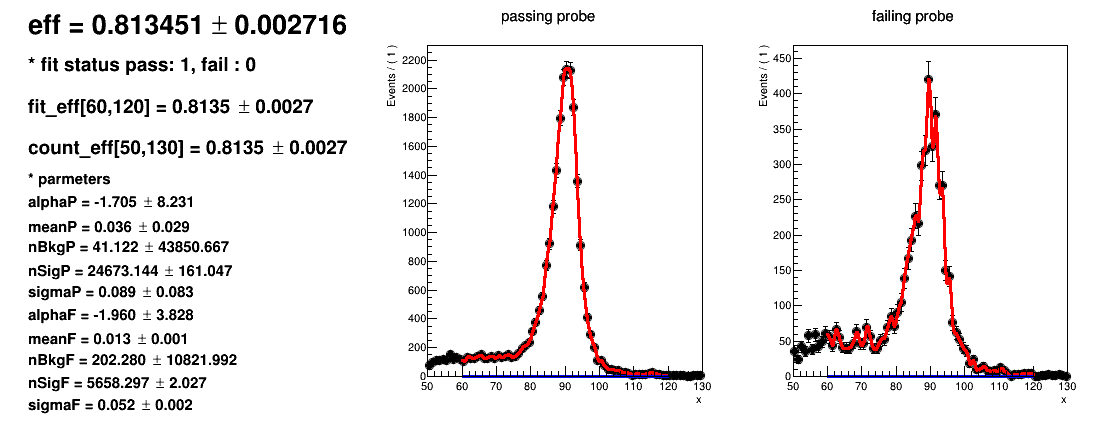 eff = 0.813451 ± 0.002716
* fit status pass: 1, fail : 0
fit_eff[60,120] = 0.8135 ± 0.0027
count_eff[50,130] = 0.8135 ± 0.0027
* parmeters
alphaP = -1.705 ± 8.231
meanP = 0.036 ± 0.029
nBkgP = 41.122 ± 43850.667
nSigP = 24673.144 ± 161.047
sigmaP = 0.089 ± 0.083
alphaF = -1.960 ± 3.828
meanF = 0.013 ± 0.001
nBkgF = 202.280 ± 10821.992
nSigF = 5658.297 ± 2.027
sigmaF = 0.052 ± 0.002
passing probe
Events / ( 1 )
2200
2000
1800
1600
1400
1200
1000
800
600
400
200
0
50 60 70 80 90 100 110 120 130
x
failing probe
Events / ( 1 )
450
400
350
300
250
200
150
100
50
0
50 60 70 80 90 100 110 120 130
x